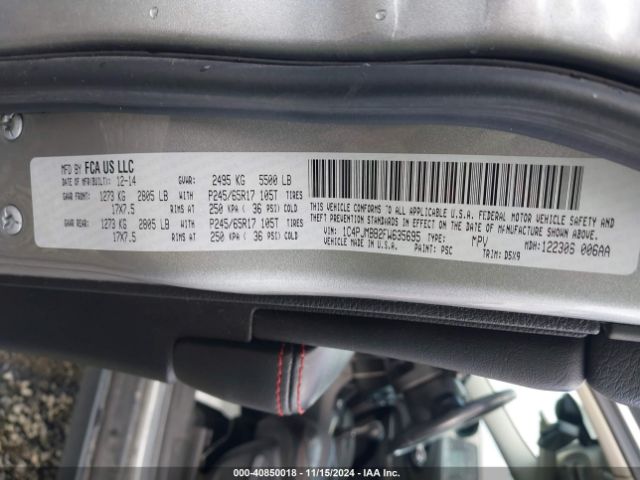 MFD BY FCA US LLC
DATE OF MFR(BUILT): 12-14 GVWR: 2495 KG 5500 LB
GAWR FRONT: 1273 KG 2805 LB WITH P245/65R17 105T TIRES
17X7.5 RIMS AT 250 KPA ( 36 PSI) COLD
GAWR REAR: 1273 KG 2805 LB WITH P245/65R17 105T TIRES
17X7.5 RIMS AT 250 KPA ( 36 PSI) COLD
THIS VEHICLE CONFORMS TO ALL APPLICABLE U.S.A. FEDERAL MOTOR VEHICLE SAFETY,
THEFT PREVENTION STANDARDS IN EFFECT ON THE DATE OF MANUFACTURE SHOWN ABOVE.
VIN: 1C4PJMBB2FW635695 TYPE: MPV MDH: 122306 006AA
VEHICLE MADE IN U.S.A. PAINT: PSC TRIM: D5X9
000-40850018 - 11/15/2024 - IAA Inc.